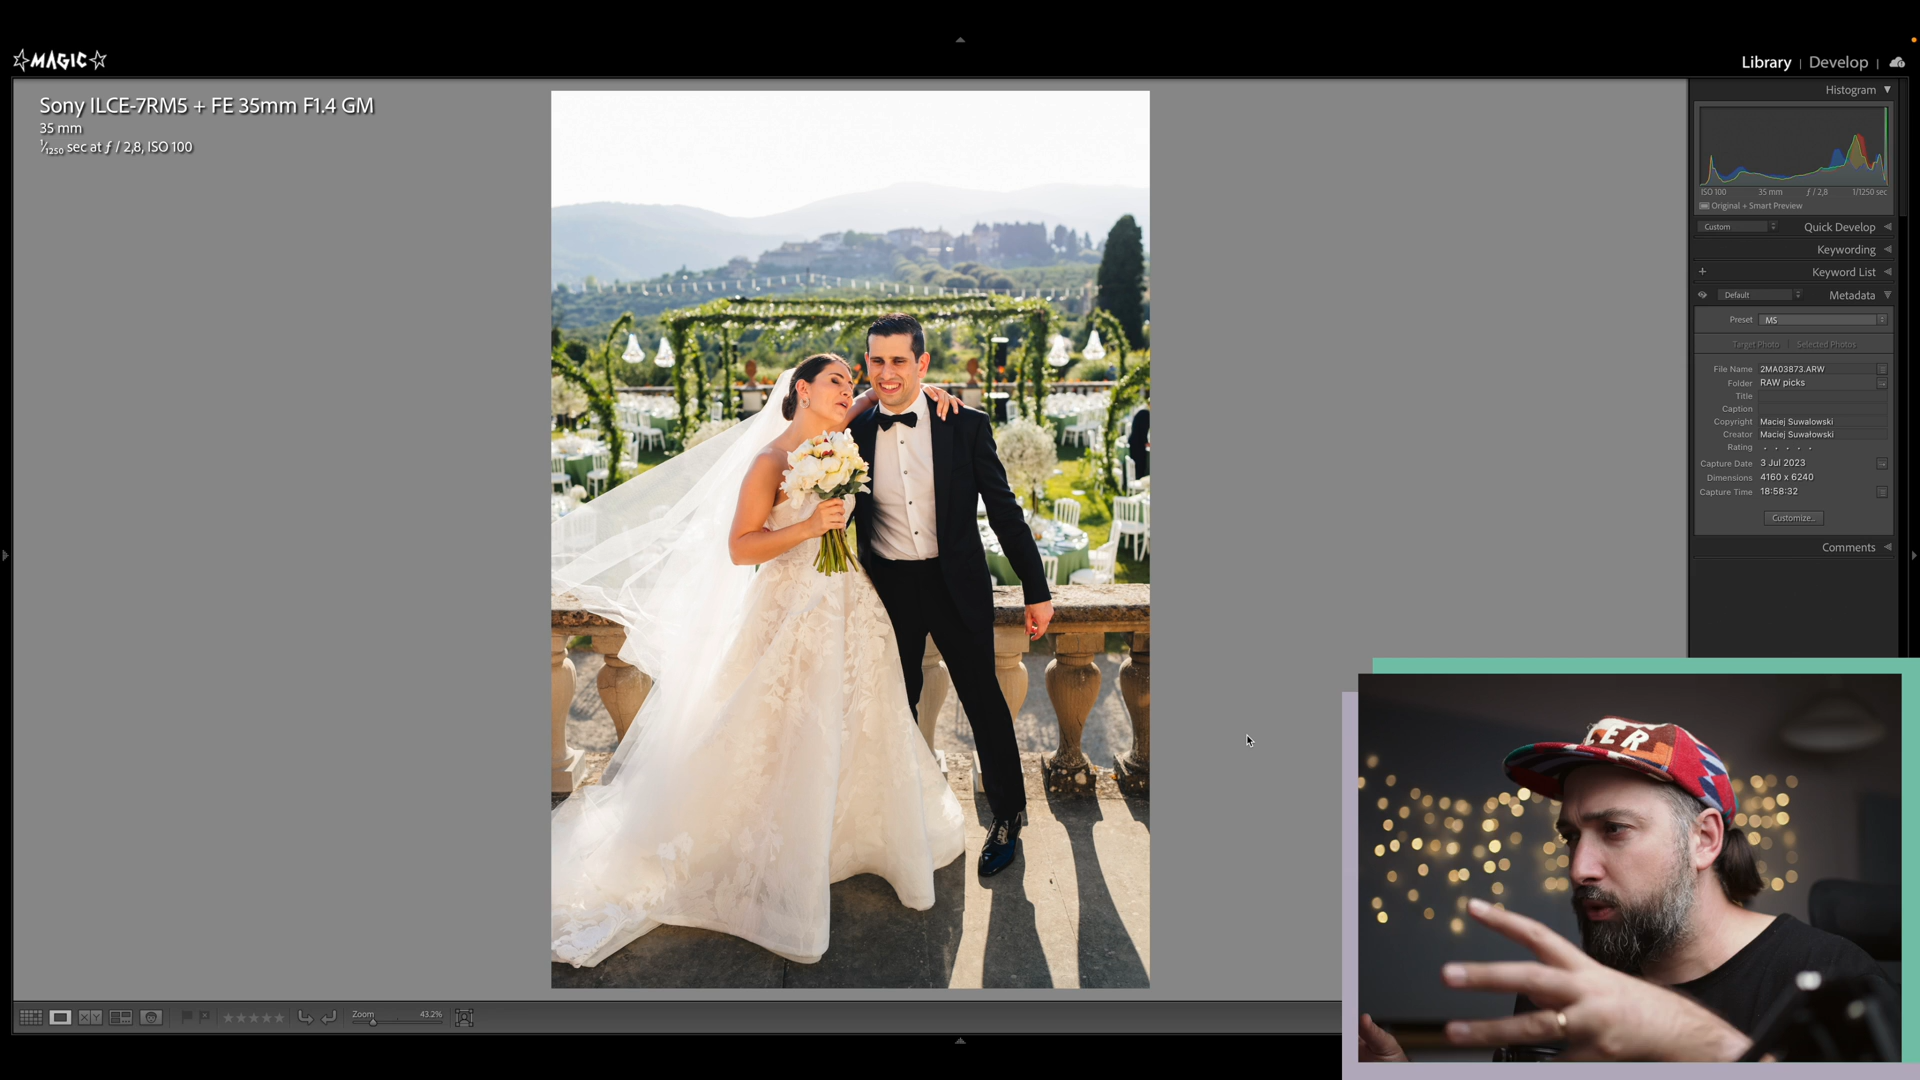 ☆MAGIC☆
Library | Develop |
Sony ILCE-7RM5 + FE 35mm F1.4 GM
35 mm
1/1250 sec at ƒ / 2,8, ISO 100
Histogram
ISO 100 35 mm ƒ / 2,8 1/1250 sec
Original + Smart Preview
Custom Quick Develop
Keywording
+ Keyword List
Default Metadata
Preset MS
Target Photo Selected Photos
File Name 2MA03873.ARW
Folder RAW picks
Title
Caption
Copyright Maciej Suwalowski
Creator Maciej Suwałowski
Rating . . . . .
Capture Date 3 Jul 2023
Dimensions 4160 x 6240
Capture Time 18:58:32
Customize...
Comments
CER
XY Zoom 43.2%